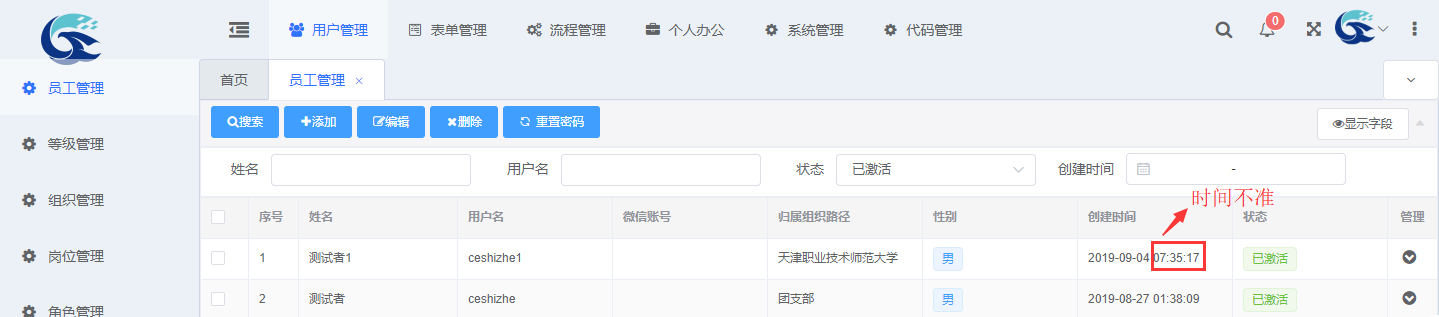 用户管理 表单管理 流程管理 个人办公 系统管理 代码管理 0
员工管理
等级管理
组织管理
岗位管理
角色管理
首页 员工管理 ×
搜索 添加 编辑 删除 重置密码 显示字段
姓名 用户名 状态 已激活 创建时间 -
时间不准
序号 姓名 用户名 微信账号 归属组织路径 性别 创建时间 状态 管理
1 测试者1 ceshizhe1 天津职业技术师范大学 男 2019-09-04 07:35:17 已激活
2 测试者 ceshizhe 团支部 男 2019-08-27 01:38:09 已激活